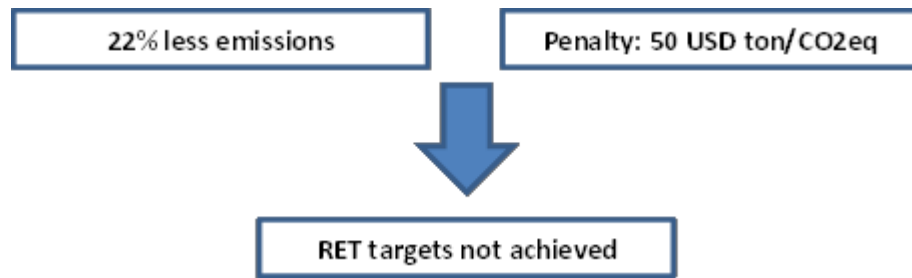 22% less emissions
Penalty: 50 USD ton/CO2eq
RET targets not achieved